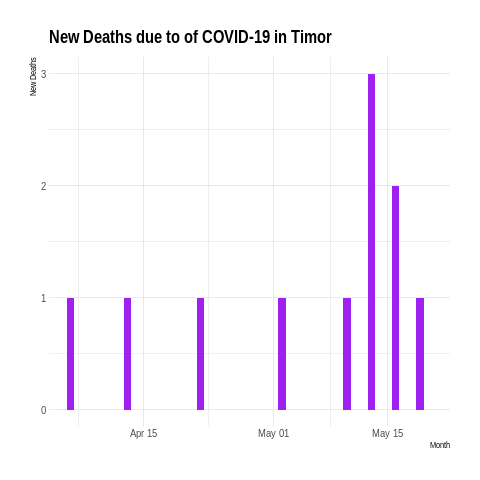 New Deaths due to of COVID-19 in Timor
New Deaths
3
2
1
0
Apr 15 May 01 May 15
Month